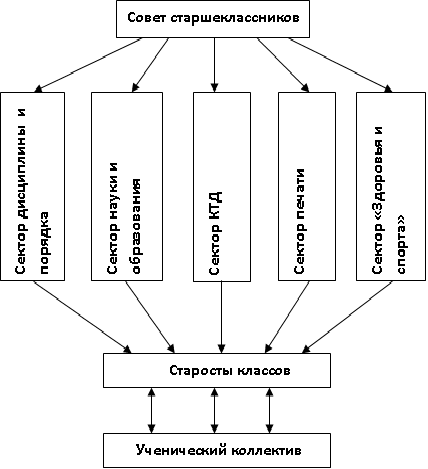 Совет старшеклассников
Сектор дисциплины и
порядка
Сектор науки и
образования
Сектор КТД
Сектор печати
Сектор «Здоровья и
спорта»
Старосты классов
Ученический коллектив